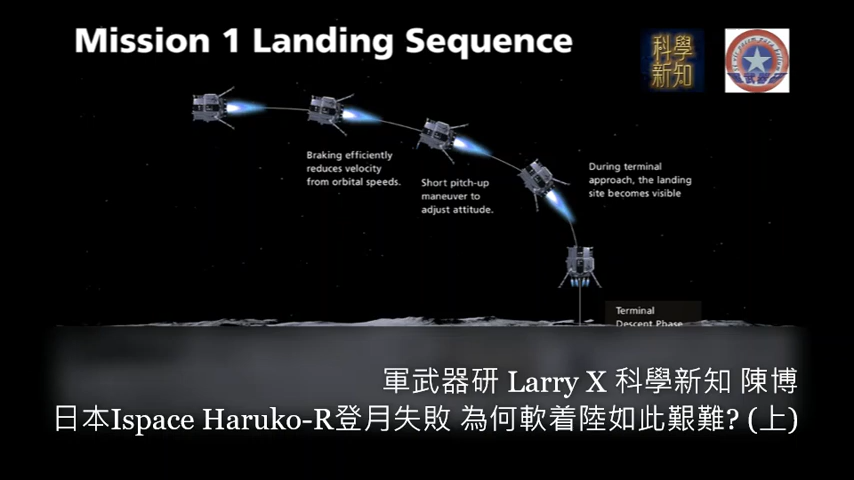 Mission 1 Landing Sequence
科學
新知
武器研
Braking efficiently
reduces velocity
from orbital speeds.
Short pitch-up
maneuver to
adjust attitude.
During terminal
approach, the landing
site becomes visible
Terminal
Descent Phase
軍武器研 Larry X 科學新知 陳博
日本Ispace Haruko-R登月失敗 為何軟着陸如此艱難? (上)